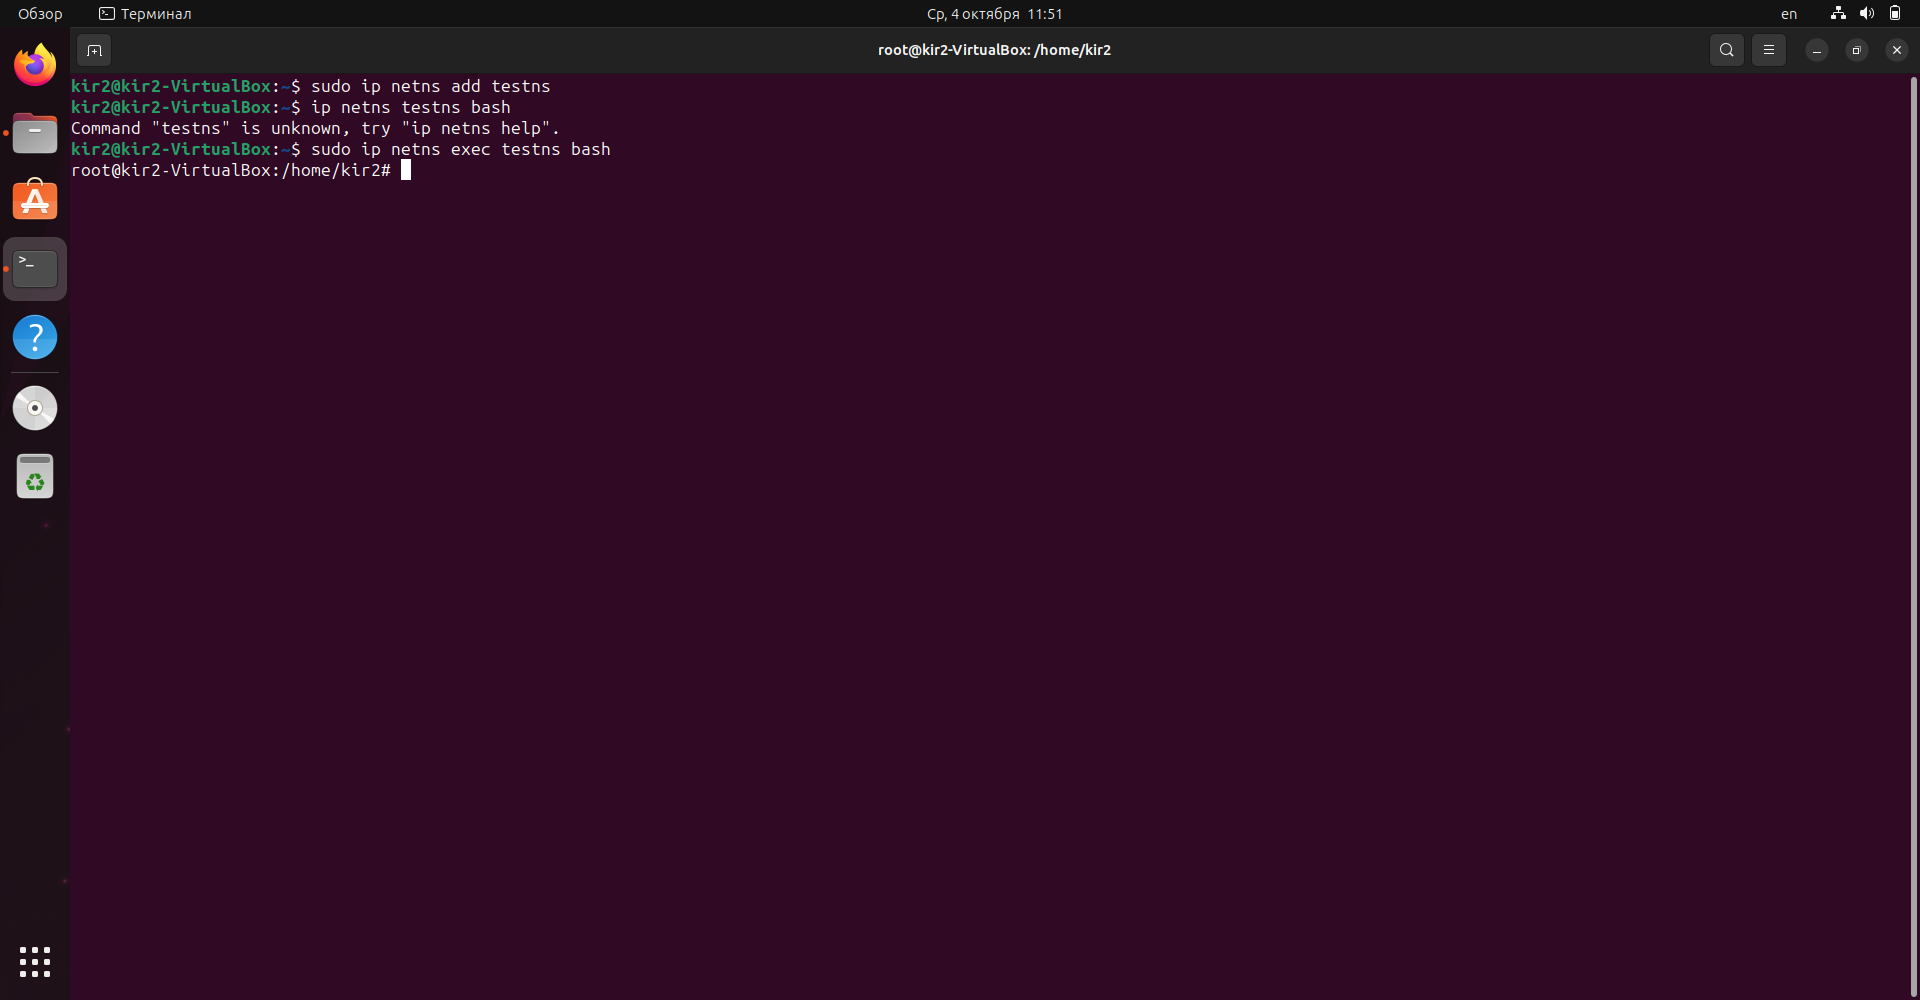 Обзор
Терминал
Ср, 4 октября 11:51
en
root@kir2-VirtualBox: /home/kir2
kir2@kir2-VirtualBox:~$ sudo ip netns add testns
kir2@kir2-VirtualBox:~$ ip netns testns bash
Command "testns" is unknown, try "ip netns help".
kir2@kir2-VirtualBox:~$ sudo ip netns exec testns bash
root@kir2-VirtualBox:/home/kir2#